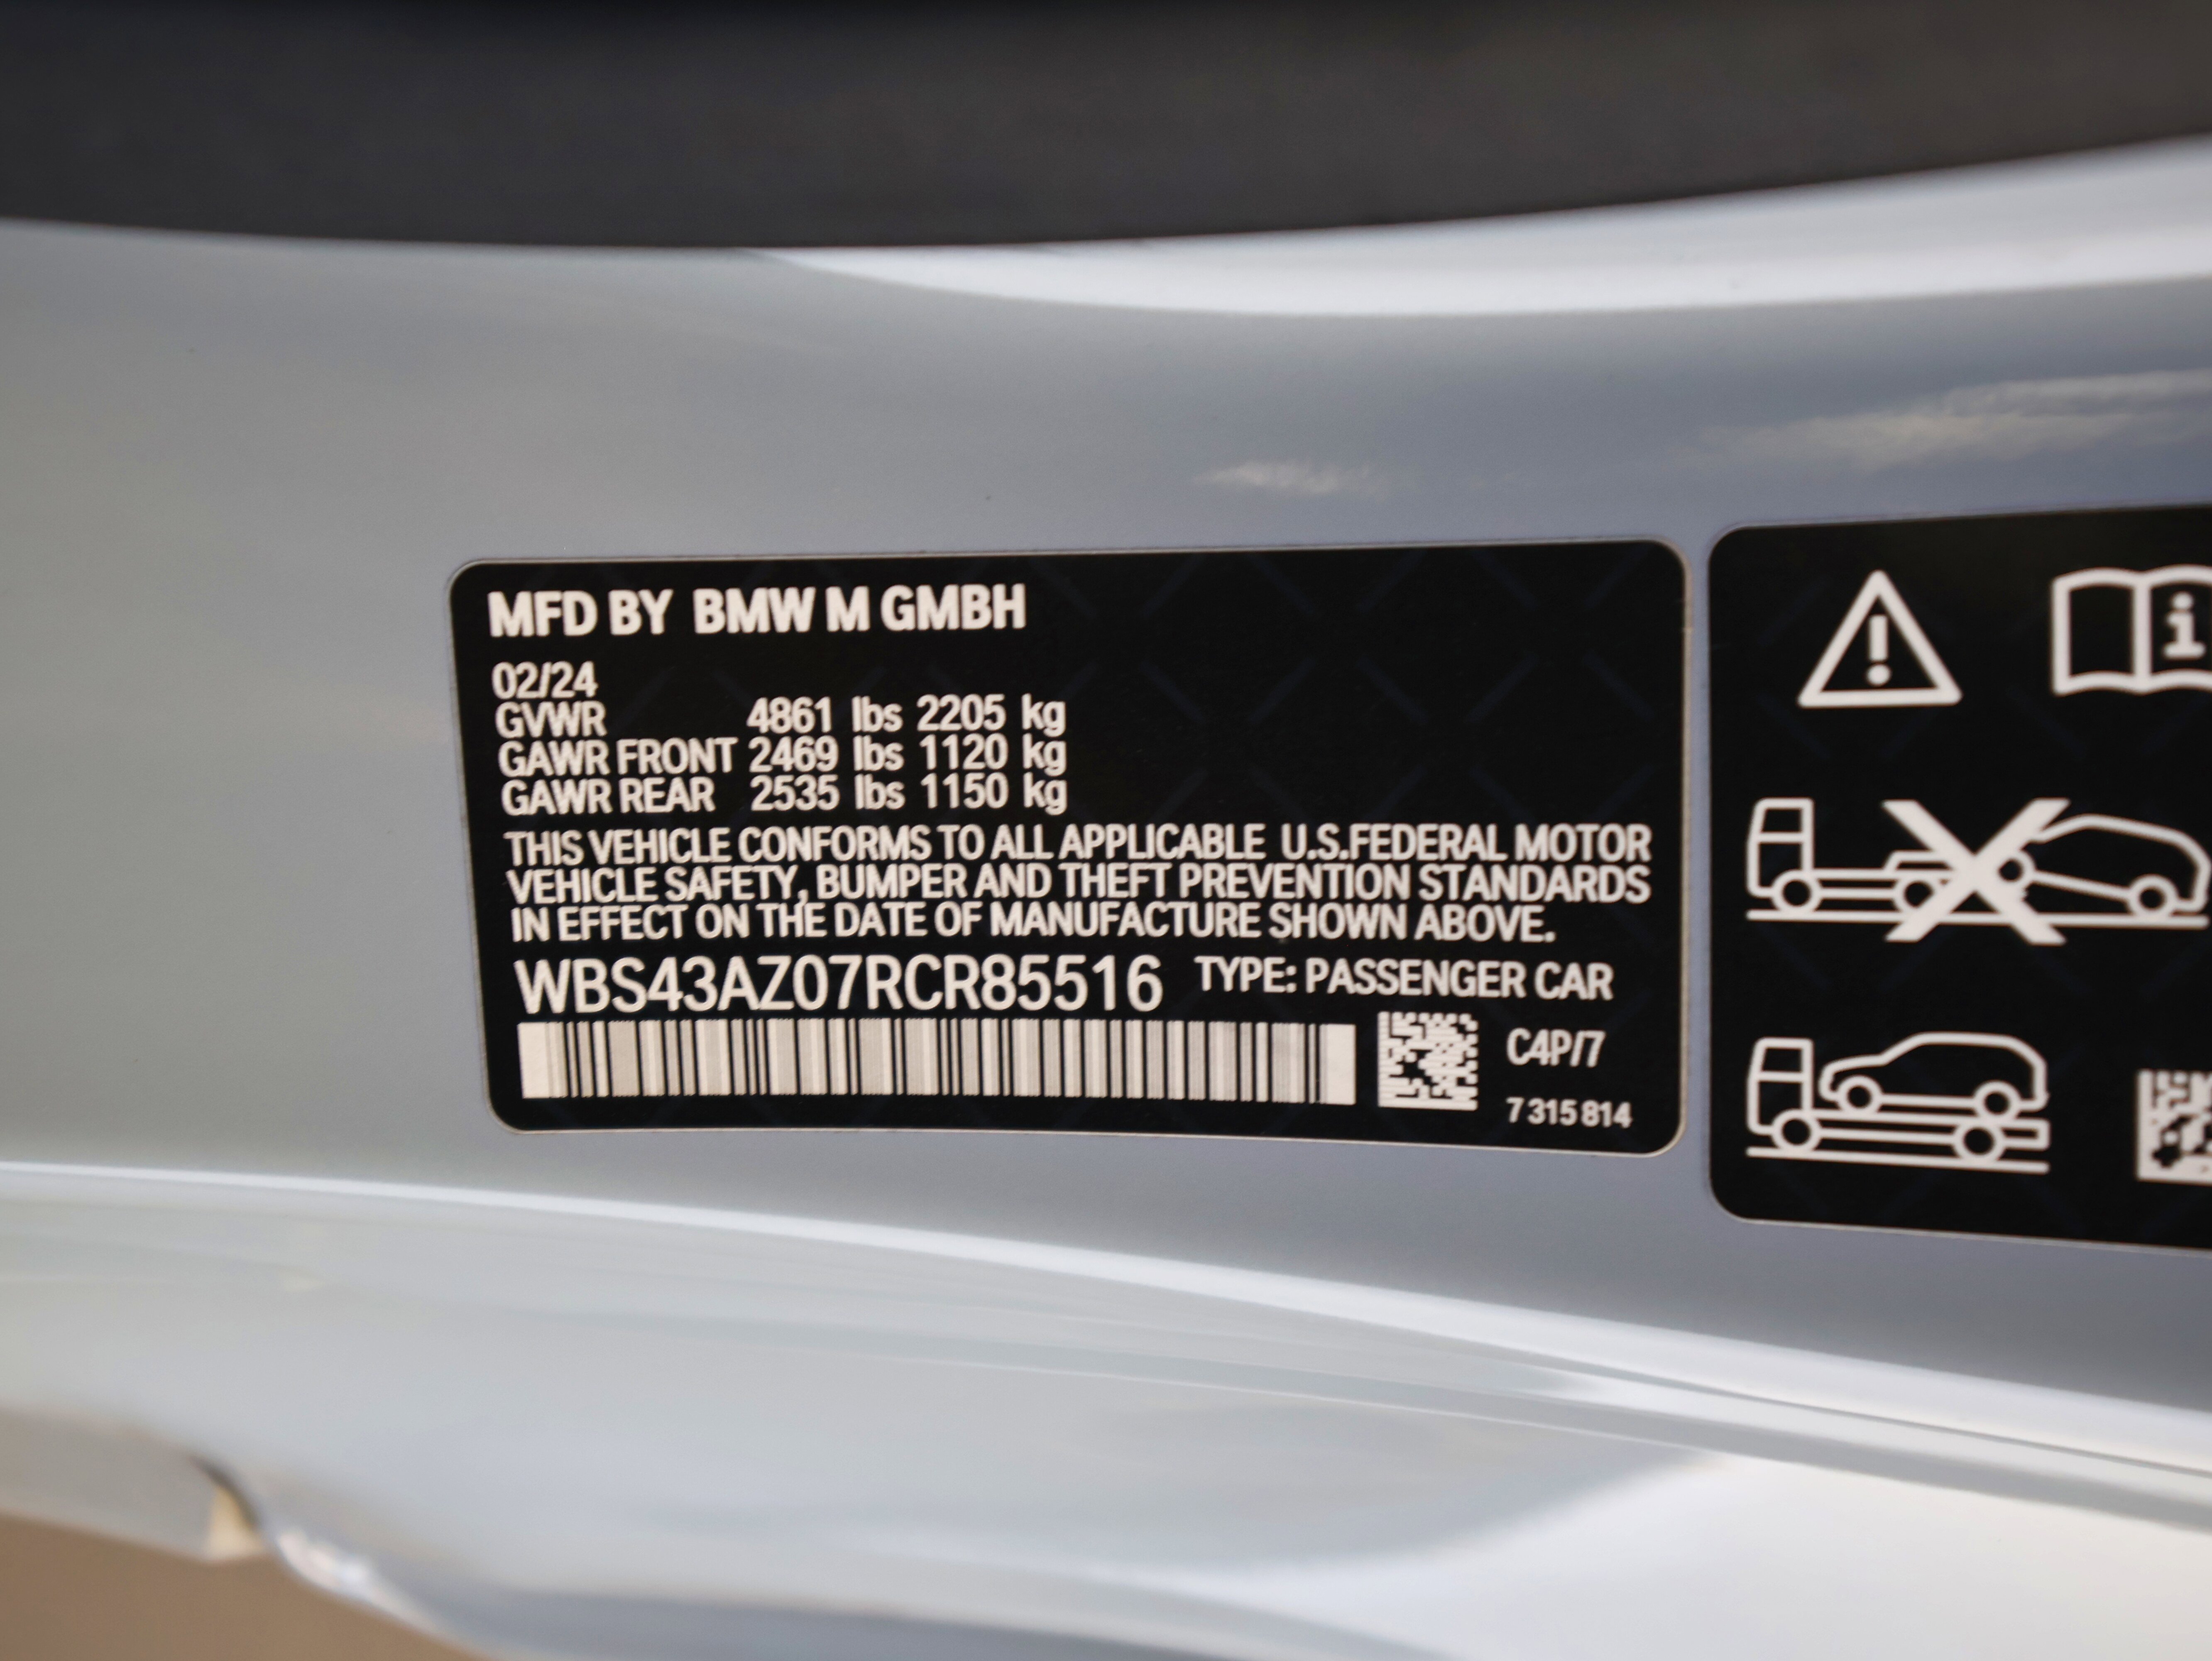 MFD BY BMW M GMBH
02/24
GVWR 4861 lbs 2205 kg
GAWR FRONT 2469 lbs 1120 kg
GAWR REAR 2535 lbs 1150 kg
THIS VEHICLE CONFORMS TO ALL APPLICABLE U.S.FEDERAL MOTOR
VEHICLE SAFETY, BUMPER AND THEFT PREVENTION STANDARDS
IN EFFECT ON THE DATE OF MANUFACTURE SHOWN ABOVE.
WBS43AZ07RCR85516 TYPE: PASSENGER CAR
C4P/7
7 315 814